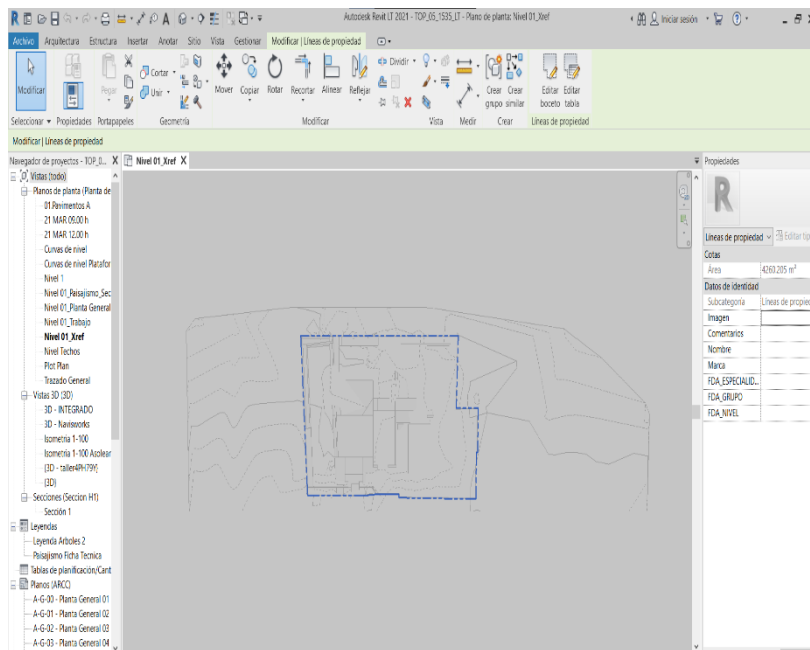 Autodesk Revit LT 2021 - TOP_05_1535_LT - Plano de planta: Nivel 01_Xref
Iniciar sesión
Archivo Arquitectura Estructura Insertar Anotar Sitio Vista Gestionar Modificar | Líneas de propiedad
Modificar
Pegar
Cortar
Unir
Mover Copiar Rotar Recortar Alinear Reflejar
Dividir
Crear grupo
Crear similar
Editar boceto
Editar tabla
Seleccionar Propiedades Portapapeles Geometría Modificar Vista Medir Crear Líneas de propiedad
Modificar | Líneas de propiedad
Navegador de proyectos - TOP_0... X
Nivel 01_Xref X
Propiedades
Vistas (todo)
Planos de planta (Planta de
01.Pavimentos A
21 MAR 09.00 h
21 MAR 12.00 h
Curvas de nivel
Curvas de nivel Platafor
Nivel 1
Nivel 01_Paisajismo_Sec
Nivel 01_Planta General
Nivel 01_Trabajo
Nivel 01_Xref
Nivel Techos
Plot Plan
Trazado General
Vistas 3D (3D)
3D - INTEGRADO
3D - Navisworks
Isometria 1-100
Isometria 1-100 Asolear
(3D - taller4PH79Y)
(3D)
Secciones (Seccion H1)
Sección 1
Leyendas
Leyenda Arboles 2
Paisajismo Ficha Tecnica
Tablas de planificación/Cant
Planos (ARCC)
A-G-00 - Planta General 01
A-G-01 - Planta General 02
A-G-02 - Planta General 03
A-G-03 - Planta General 04
R
Líneas de propiedad
Editar tip
Cotas
Área 4260.205 m²
Datos de identidad
Subcategoría Líneas de propied
Imagen
Comentarios
Nombre
Marca
FDA_ESPECIALID...
FDA_GRUPO
FDA_NIVEL